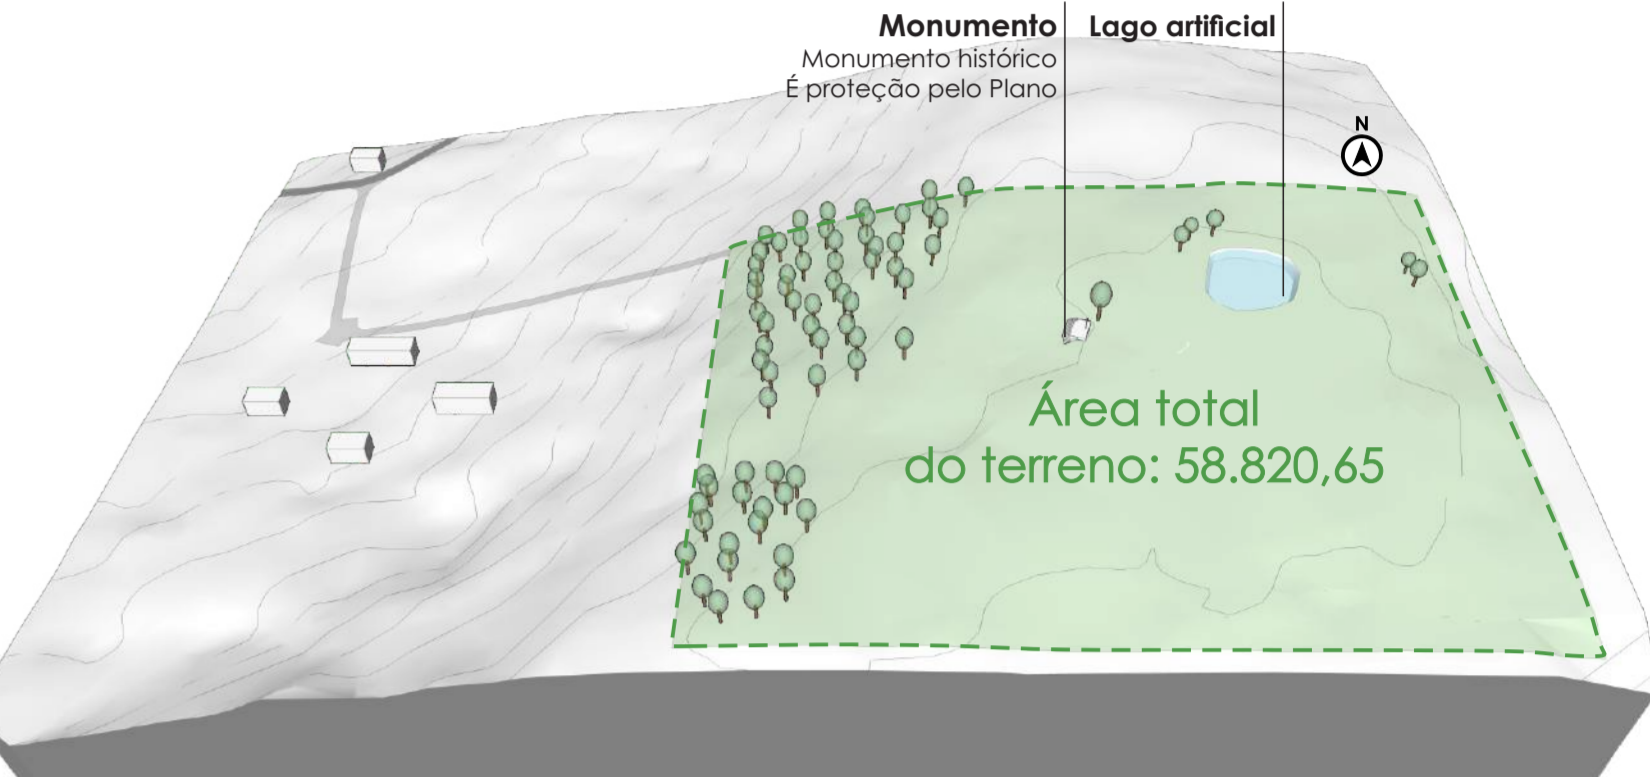 Monumento
Monumento histórico
É proteção pelo Plano
Lago artificial
N
Área total
do terreno: 58.820,65